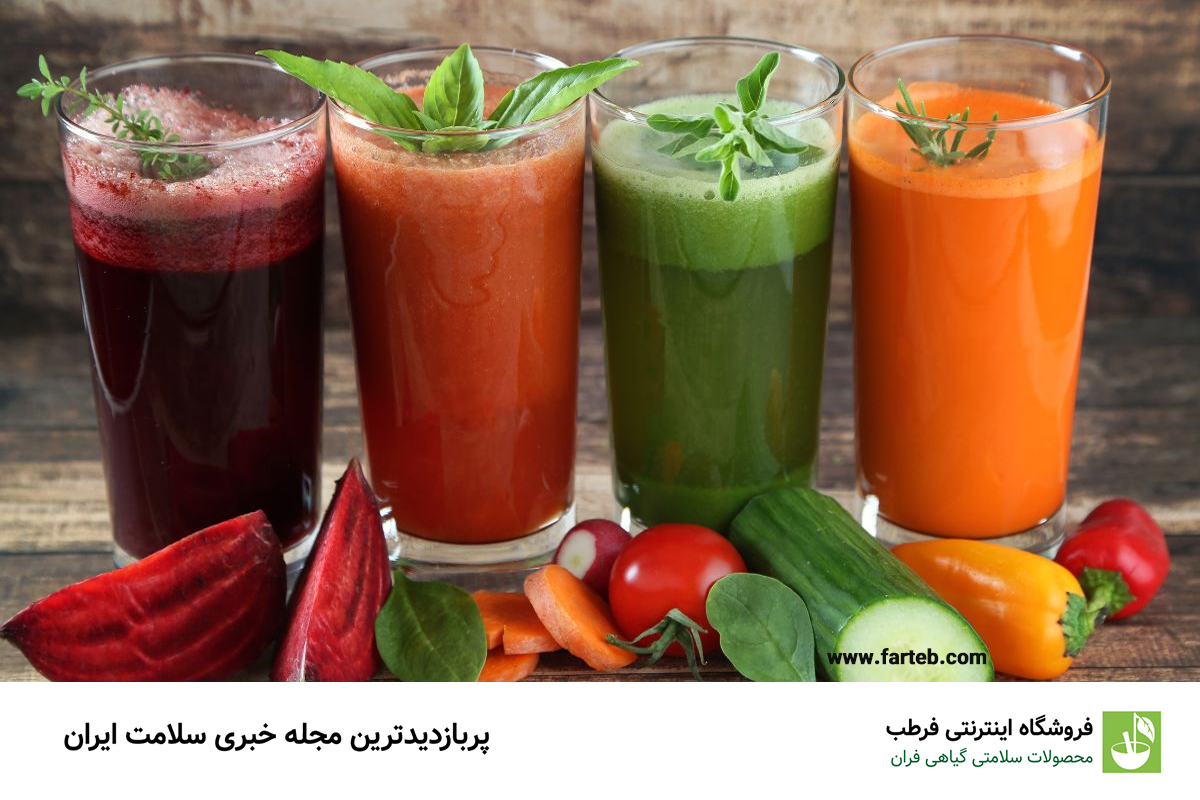 www.farteb.com
فروشگاه اینترنتی فرطب
محصولات سلامتی گیاهی فران
پربازدیدترین مجله خبری سلامت ایران